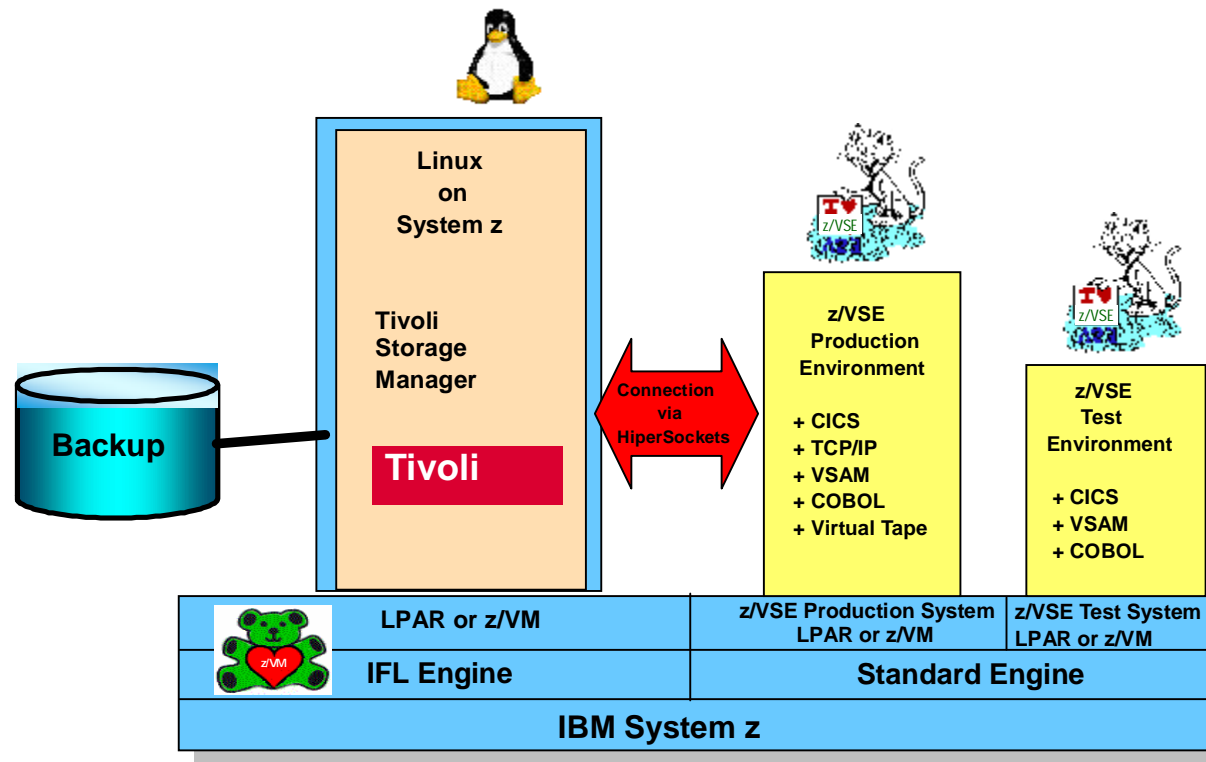 Linux
on
System z
Tivoli
Storage
Manager
Tivoli
Backup
Connection
via
HiperSockets
I ♥
z/VSE
z/VSE
Production
Environment
+ CICS
+ TCP/IP
+ VSAM
+ COBOL
+ Virtual Tape
I ♥
z/VSE
z/VSE
Test
Environment
+ CICS
+ VSAM
+ COBOL
z/VM
LPAR or z/VM
z/VSE Production System
LPAR or z/VM
z/VSE Test System
LPAR or z/VM
IFL Engine
Standard Engine
IBM System z